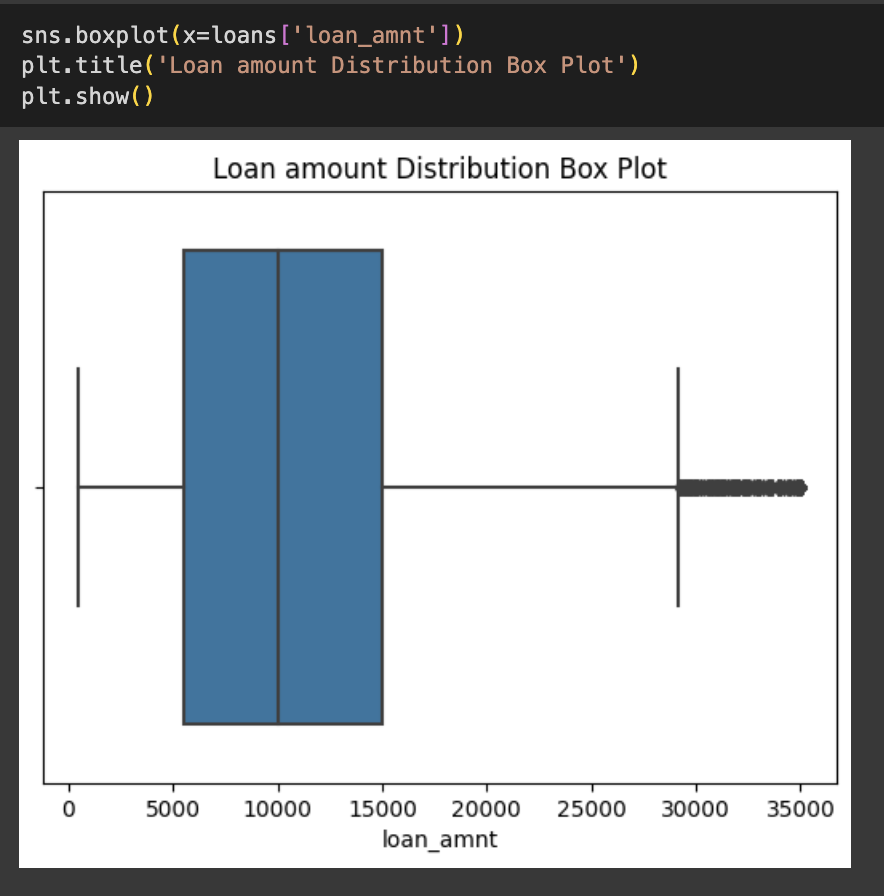 sns.boxplot(x=loans['loan_amnt'])
plt.title('Loan amount Distribution Box Plot')
plt.show()
Loan amount Distribution Box Plot
0 5000 10000 15000 20000 25000 30000 35000
loan_amnt